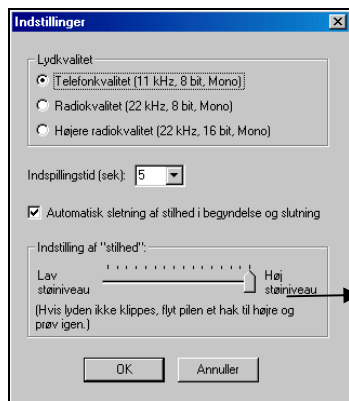 Indstillinger
Lydkvalitet
Telefonkvalitet (11 kHz, 8 bit, Mono)
Radiokvalitet (22 kHz, 8 bit, Mono)
Højere radiokvalitet (22 kHz, 16 bit, Mono)
Indspillingstid (sek): 5
Automatisk sletning af stilhed i begyndelse og slutning
Indstilling af "stilhed":
Lav støiniveau
Høj støiniveau
(Hvis lyden ikke klippes, flyt pilen et hak til højre og
prøv igen.)
OK Annuller